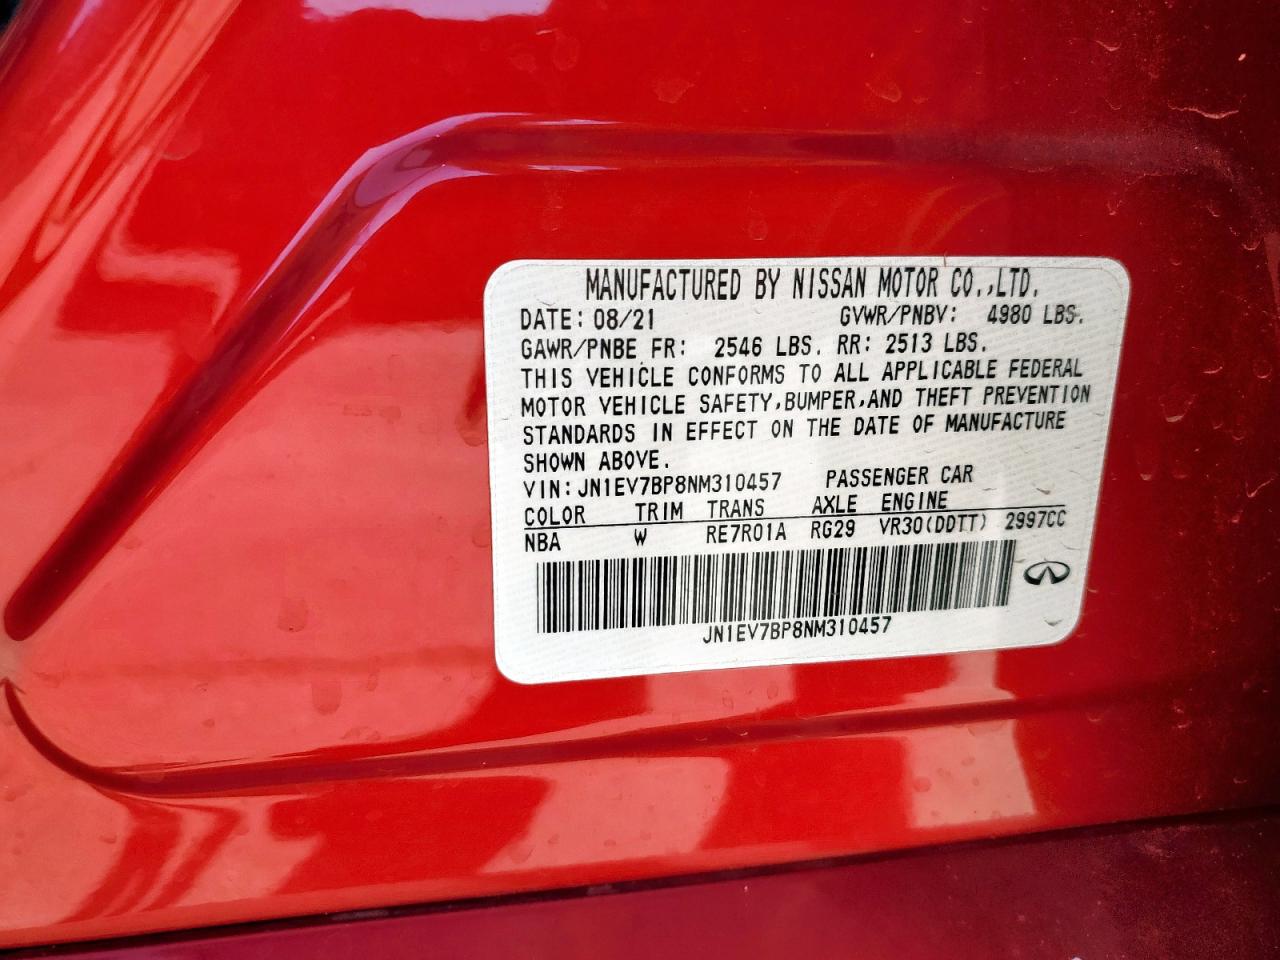 MANUFACTURED BY NISSAN MOTOR CO.,LTD.
DATE: 08/21 GVWR/PNBV: 4980 LBS.
GAWR/PNBE FR: 2546 LBS. RR: 2513 LBS.
THIS VEHICLE CONFORMS TO ALL APPLICABLE FEDERAL
MOTOR VEHICLE SAFETY,BUMPER,AND THEFT PREVENTION
STANDARDS IN EFFECT ON THE DATE OF MANUFACTURE
SHOWN ABOVE.
VIN:JN1EV7BP8NM310457 PASSENGER CAR
COLOR TRIM TRANS AXLE ENGINE
NBA W RE7R01A RG29 VR30(DDTT) 2997CC
JN1EV7BP8NM310457